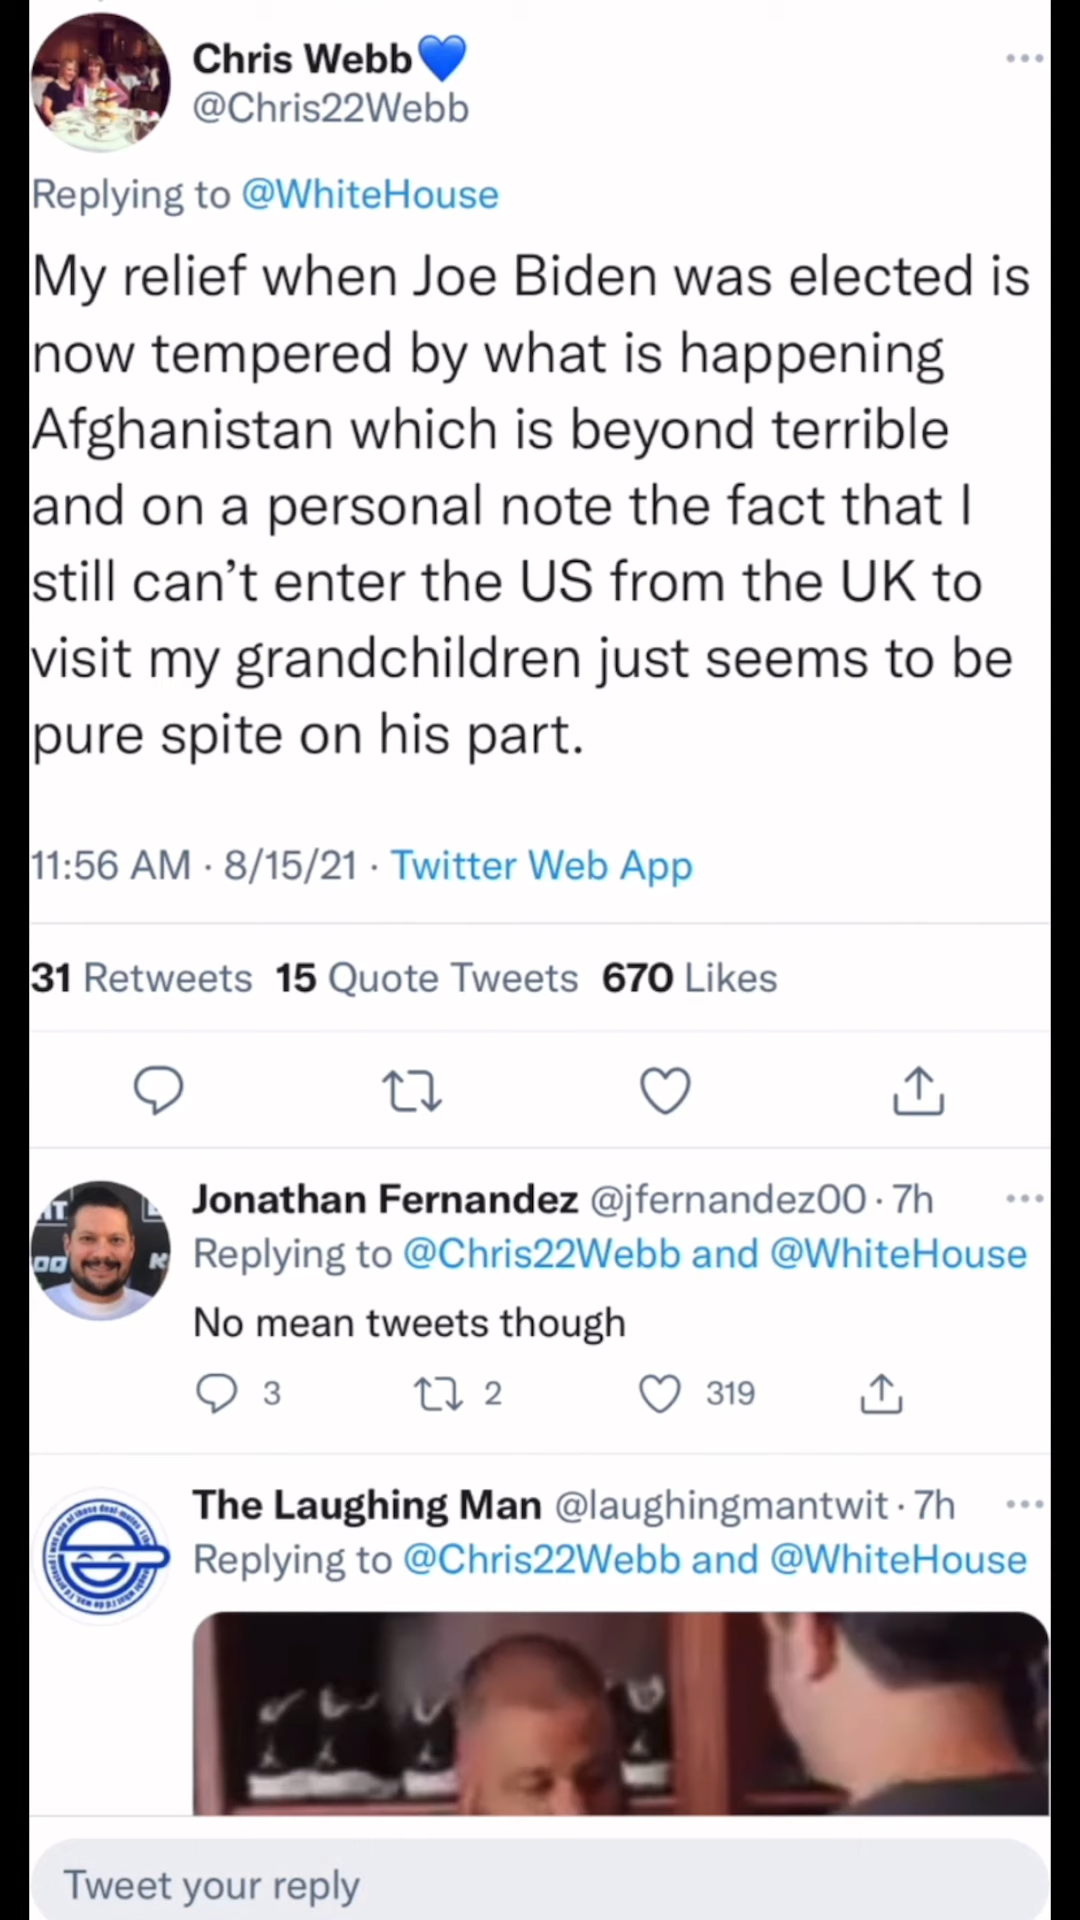 Chris Webb💙
@Chris22Webb
Replying to @WhiteHouse
My relief when Joe Biden was elected is
now tempered by what is happening
Afghanistan which is beyond terrible
and on a personal note the fact that I
still can’t enter the US from the UK to
visit my grandchildren just seems to be
pure spite on his part.
11:56 AM · 8/15/21 · Twitter Web App
31 Retweets 15 Quote Tweets 670 Likes
Jonathan Fernandez @jfernandez00 · 7h
Replying to @Chris22Webb and @WhiteHouse
No mean tweets though
3 2 319
The Laughing Man @laughingmantwit · 7h
Replying to @Chris22Webb and @WhiteHouse
Tweet your reply